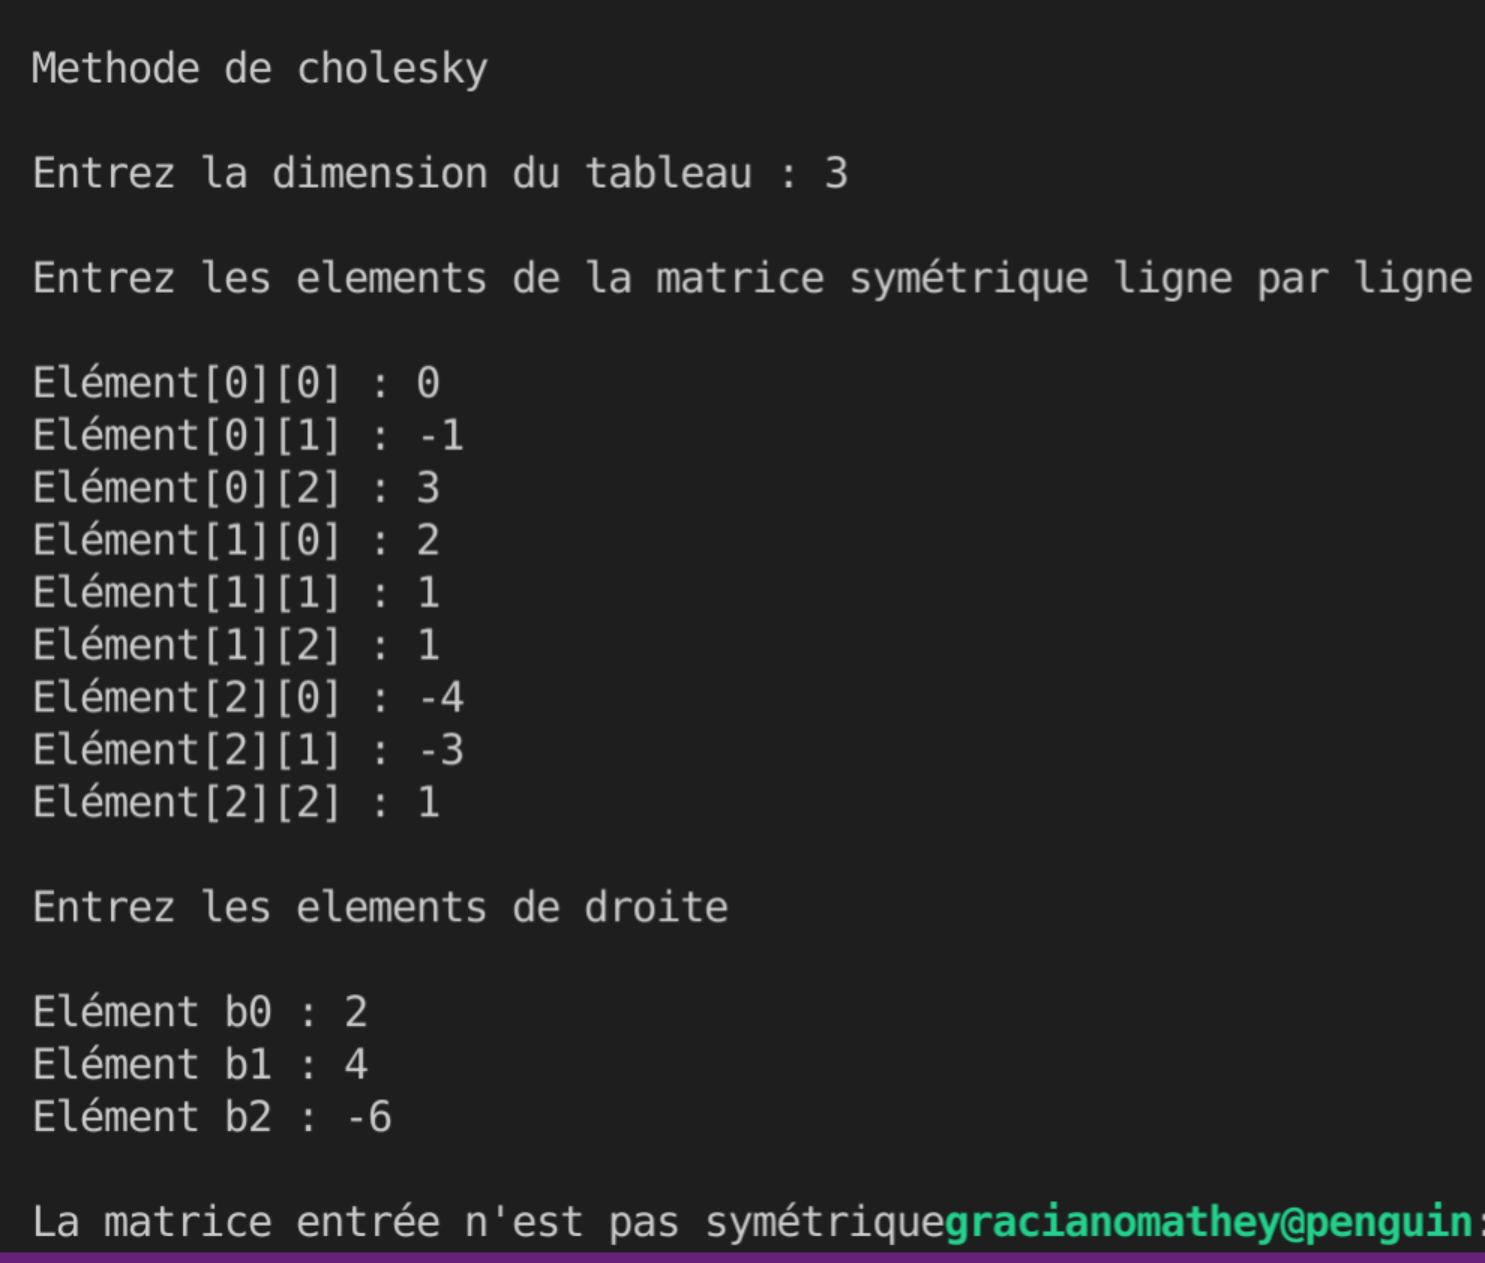 Methode de cholesky
Entrez la dimension du tableau : 3
Entrez les elements de la matrice symétrique ligne par ligne
Elément[0][0] : 0
Elément[0][1] : -1
Elément[0][2] : 3
Elément[1][0] : 2
Elément[1][1] : 1
Elément[1][2] : 1
Elément[2][0] : -4
Elément[2][1] : -3
Elément[2][2] : 1
Entrez les elements de droite
Elément b0 : 2
Elément b1 : 4
Elément b2 : -6
La matrice entrée n'est pas symétriquegracianomathey@penguin: